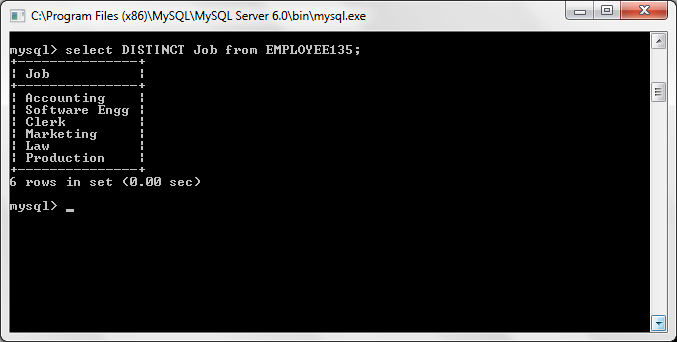 C:\Program Files (x86)\MySQL\MySQL Server 6.0\bin\mysql.exe
mysql> select DISTINCT Job from EMPLOYEE135;
+---------------+
| Job           |
+---------------+
| Accounting    |
| Software Engg |
| Clerk         |
| Marketing     |
| Law           |
| Production    |
+---------------+
6 rows in set (0.00 sec)
mysql> _